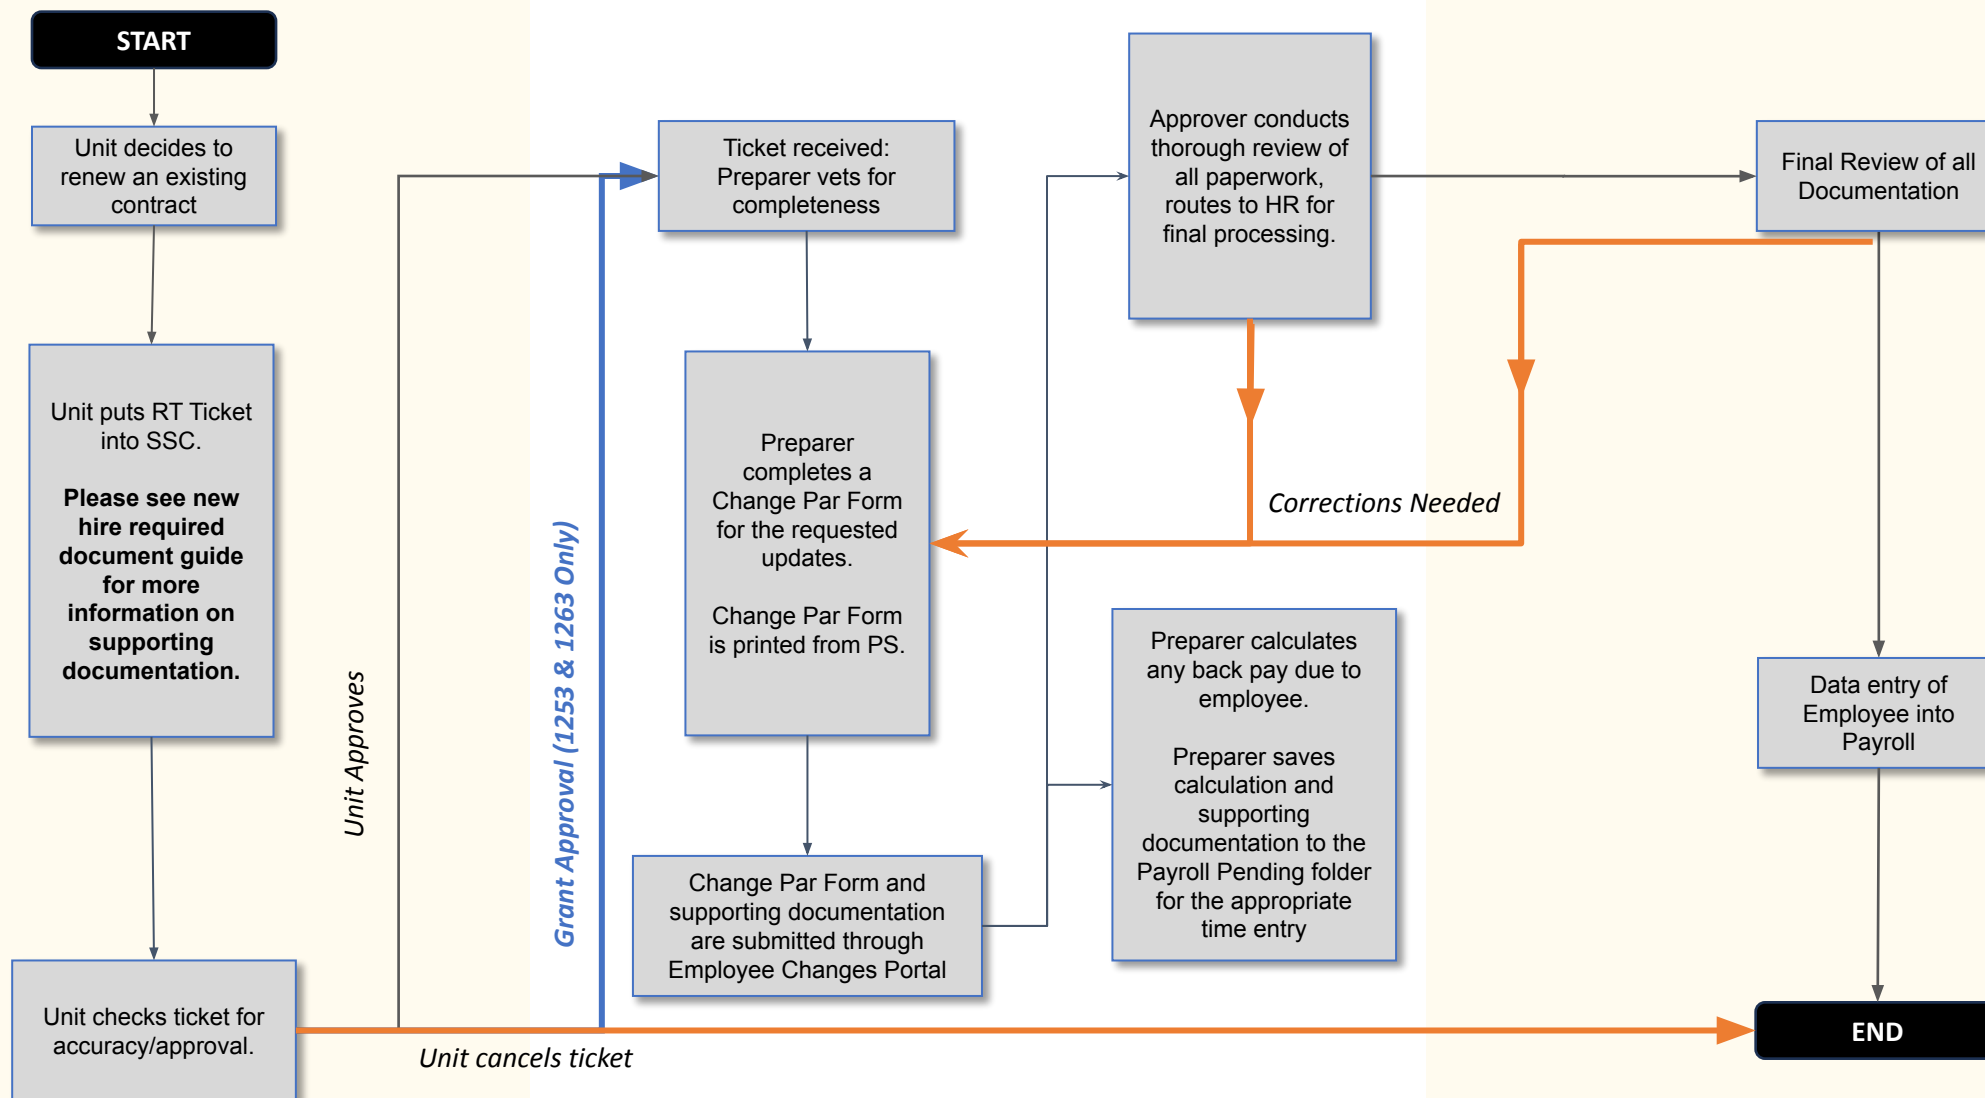 START
Unit decides to
renew an existing
contract
Unit puts RT Ticket
into SSC.
Please see new
hire required
document guide
for more
information on
supporting
documentation.
Unit checks ticket for
accuracy/approval.
Unit Approves
Grant Approval (1253 & 1263 Only)
Unit cancels ticket
Ticket received:
Preparer vets for
completeness
Preparer
completes a
Change Par Form
for the requested
updates.
Change Par Form
is printed from PS.
Change Par Form and
supporting documentation
are submitted through
Employee Changes Portal
Approver conducts
thorough review of
all paperwork,
routes to HR for
final processing.
Corrections Needed
Preparer calculates
any back pay due to
employee.
Preparer saves
calculation and
supporting
documentation to the
Payroll Pending folder
for the appropriate
time entry
Final Review of all
Documentation
Data entry of
Employee into
Payroll
END